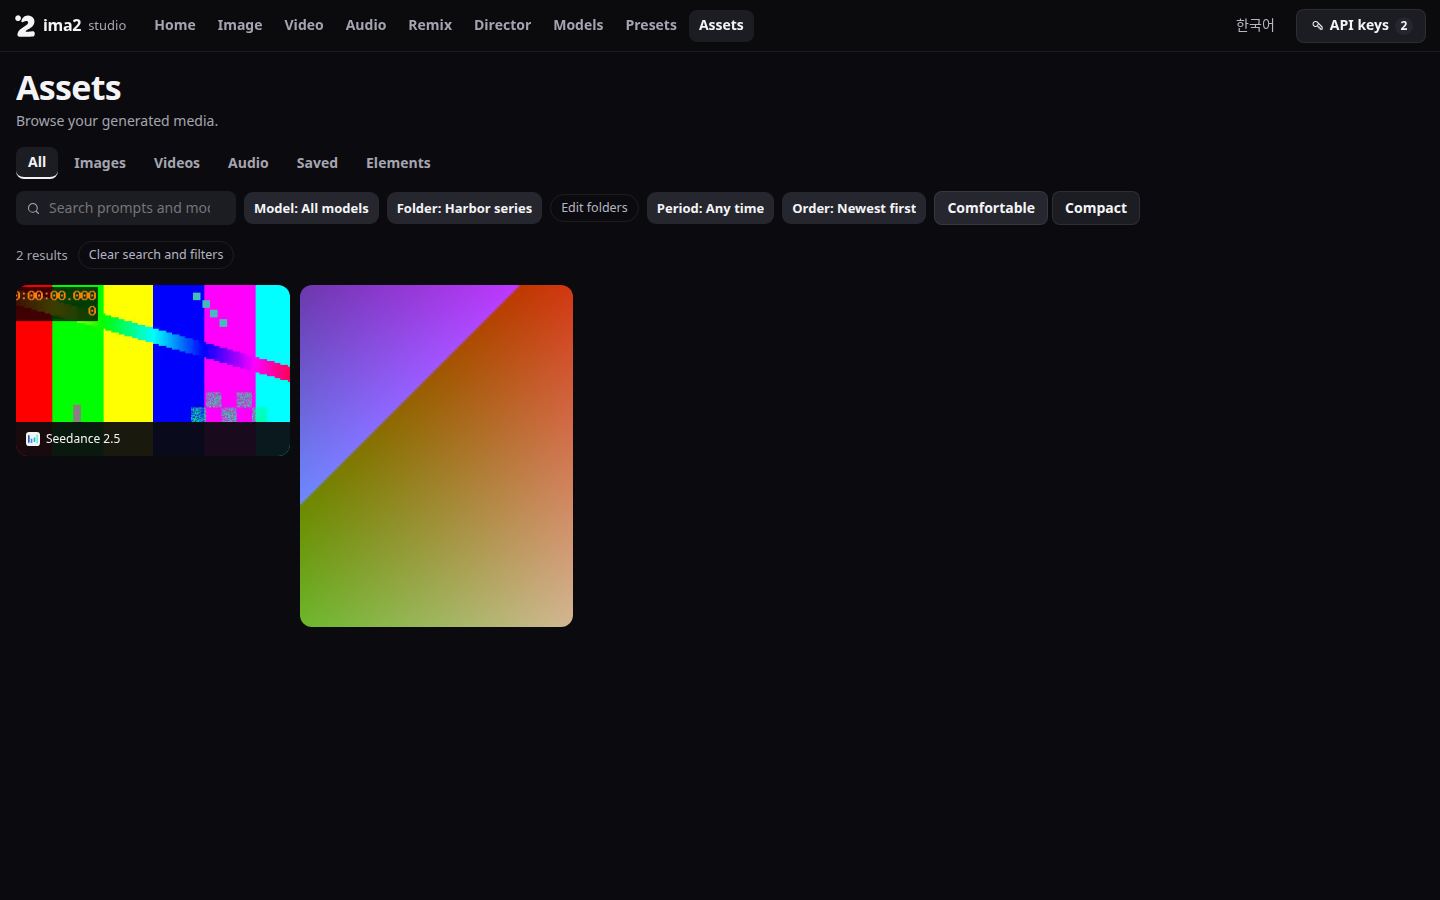 ima2 studio Home Image Video Audio Remix Director Models Presets Assets 한국어 API keys 2
Assets
Browse your generated media.
All Images Videos Audio Saved Elements
Search prompts and mod Model: All models Folder: Harbor series Edit folders Period: Any time Order: Newest first Comfortable Compact
2 results Clear search and filters
0:00:00.000
0
Seedance 2.5